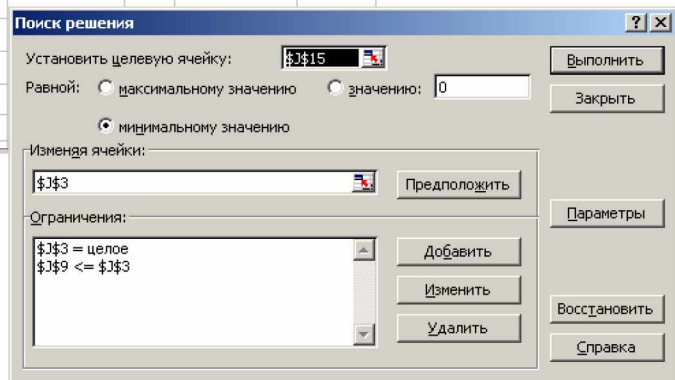 Поиск решения
Установить целевую ячейку: $J$15 Выполнить
Равной: максимальному значению значению: 0 Закрыть
минимальному значению
Изменяя ячейки:
$J$3 Предположить
Ограничения: Параметры
$J$3 = целое Добавить
$J$9 <= $J$3
Изменить
Восстановить
Удалить
Справка